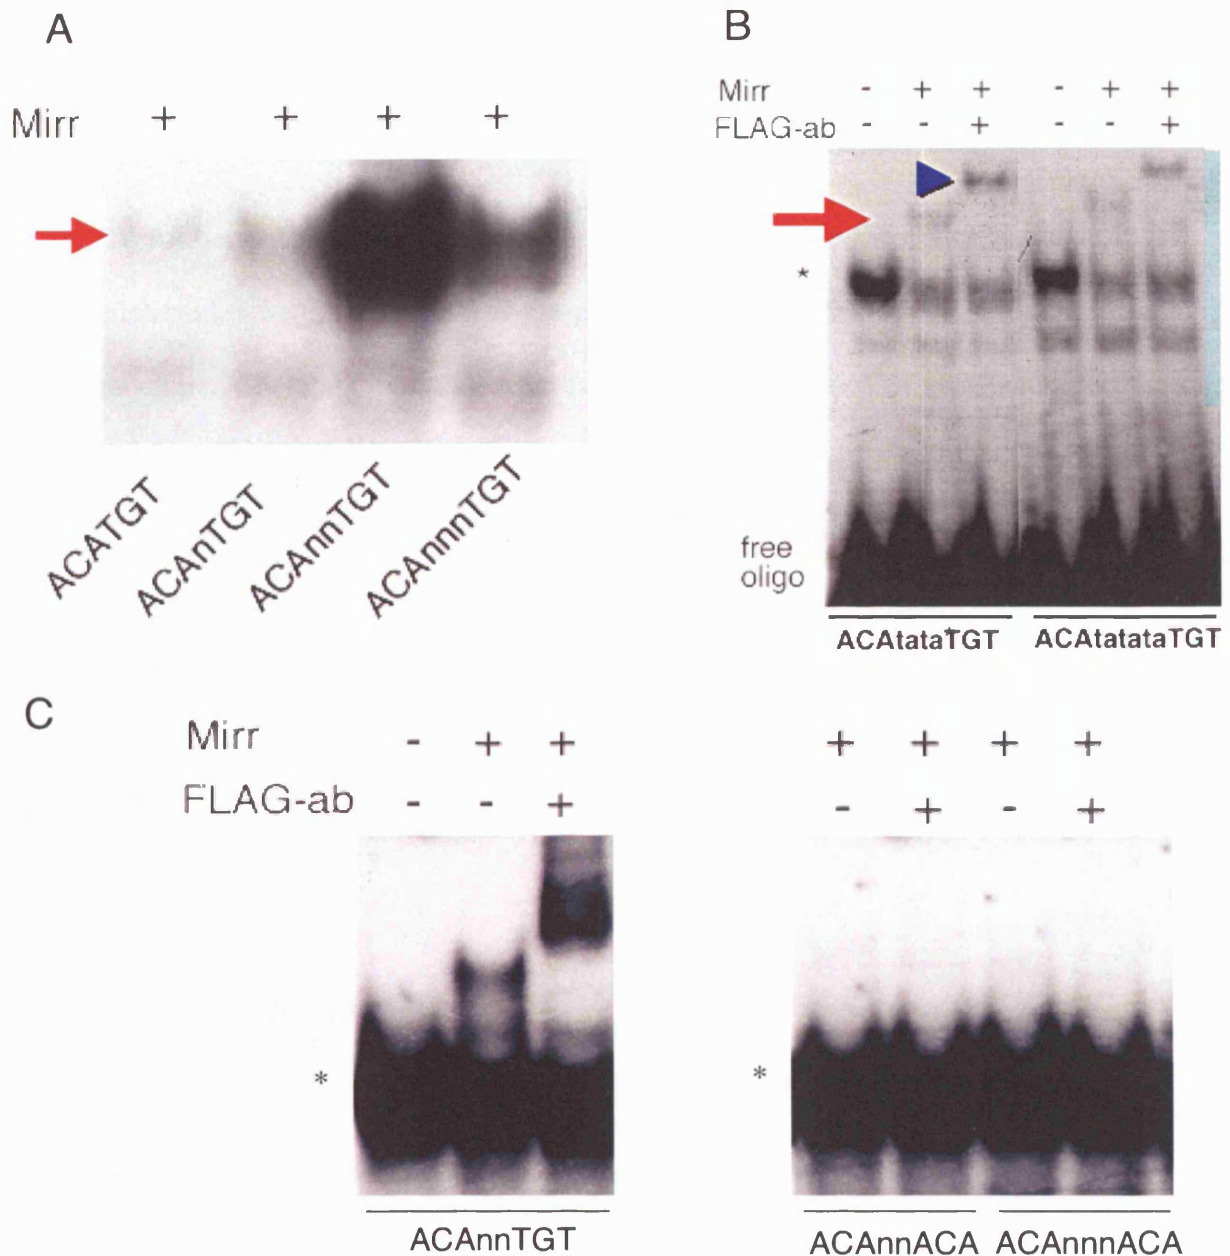 A
Mirr + + + +
ACATGT ACAnTGT ACAnnTGT ACAnnnTGT
B
Mirr - + + - + +
FLAG-ab - - + - - +
*
free
oligo
ACAtataTGT ACAtatataTGT
C
Mirr - + + + + + +
FLAG-ab - - + - + - +
* *
ACAnnTGT ACAnnACA ACAnnnACA